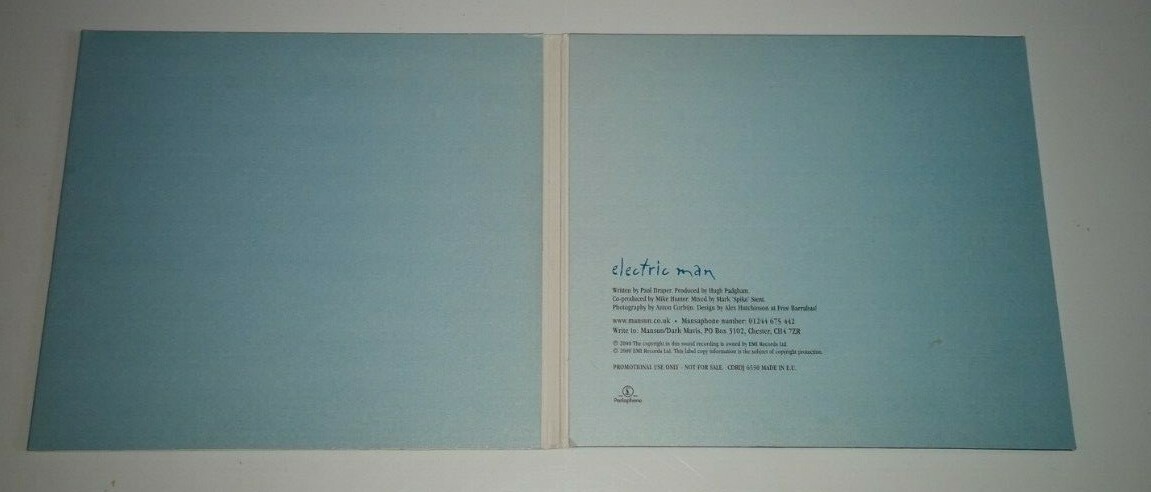 electric man
Written by Paul Draper. Produced by Hugh Padgham.
Co-produced by Mike Hunter. Mixed by Mark 'Spike' Stent.
Photography by Anton Corbijn. Design by Alex Hutchinson at Free Barrabas!
www.mansun.co.uk • Mansunphone number: 01244 675 442
Write to: Mansun/Dark Mavis, PO Box 3102, Chester, CH4 7ZR
℗ 2000 The copyright in this sound recording is owned by EMI Records Ltd.
© 2000 EMI Records Ltd. This label copy information is the subject of copyright protection.
PROMOTIONAL USE ONLY - NOT FOR SALE CDRDJ 6550 MADE IN E.U.
Parlophone